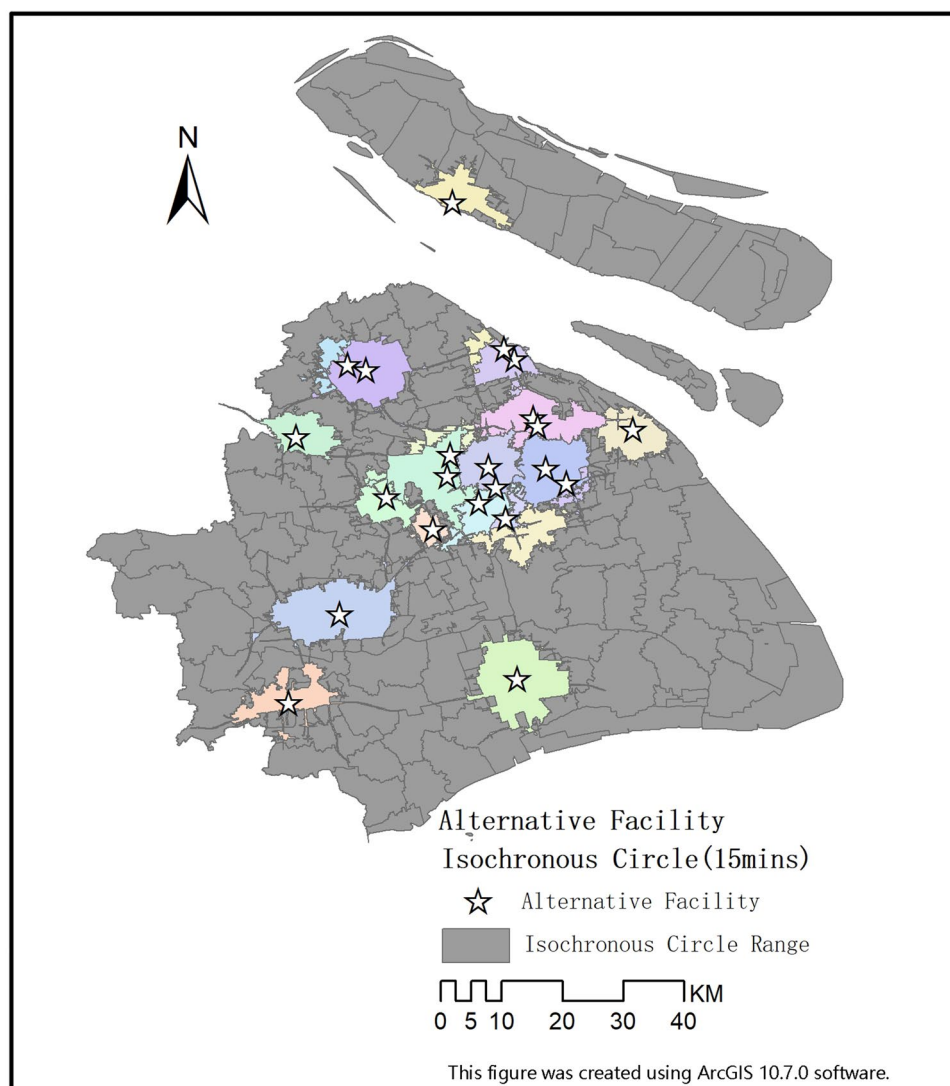 N
Alternative Facility
Isochronous Circle(15mins)
Alternative Facility
Isochronous Circle Range
KM
0 5 10 20 30 40
This figure was created using ArcGIS 10.7.0 software.